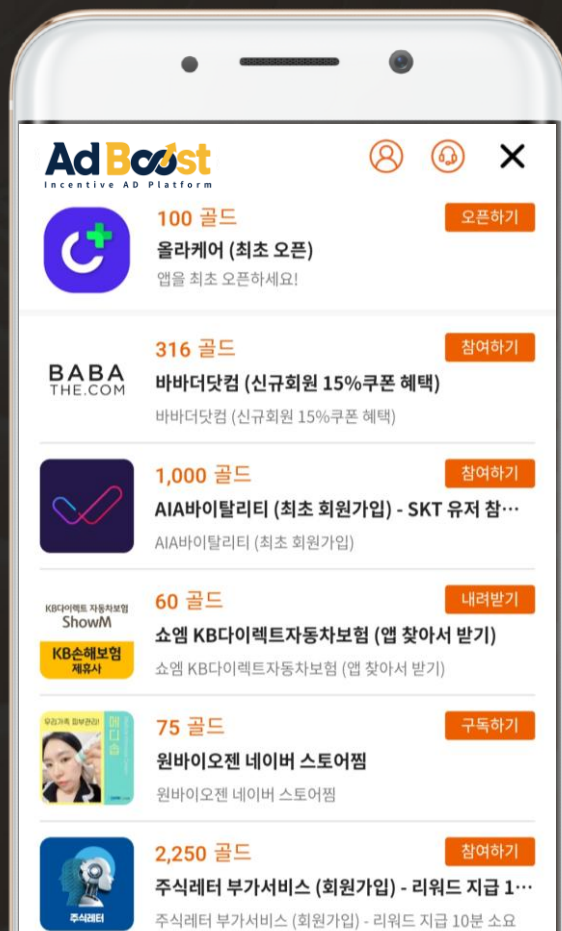 Ad Boost
Incentive AD Platform
100 골드
오픈하기
올라케어 (최초 오픈)
앱을 최초 오픈하세요!
BABA
THE.COM
316 골드
참여하기
바바더닷컴 (신규회원 15%쿠폰 혜택)
바바더닷컴 (신규회원 15%쿠폰 혜택)
1,000 골드
참여하기
AIA바이탈리티 (최초 회원가입) - SKT 유저 참…
AIA바이탈리티 (최초 회원가입)
KB다이렉트 자동차보험
ShowM
KB손해보험
제휴사
60 골드
내려받기
쇼엠 KB다이렉트자동차보험 (앱 찾아서 받기)
쇼엠 KB다이렉트자동차보험 (앱 찾아서 받기)
우리가족 피부관리!
메디숍
75 골드
구독하기
원바이오젠 네이버 스토어찜
원바이오젠 네이버 스토어찜
주식레터
2,250 골드
참여하기
주식레터 부가서비스 (회원가입) - 리워드 지급 1…
주식레터 부가서비스 (회원가입) - 리워드 지급 10분 소요